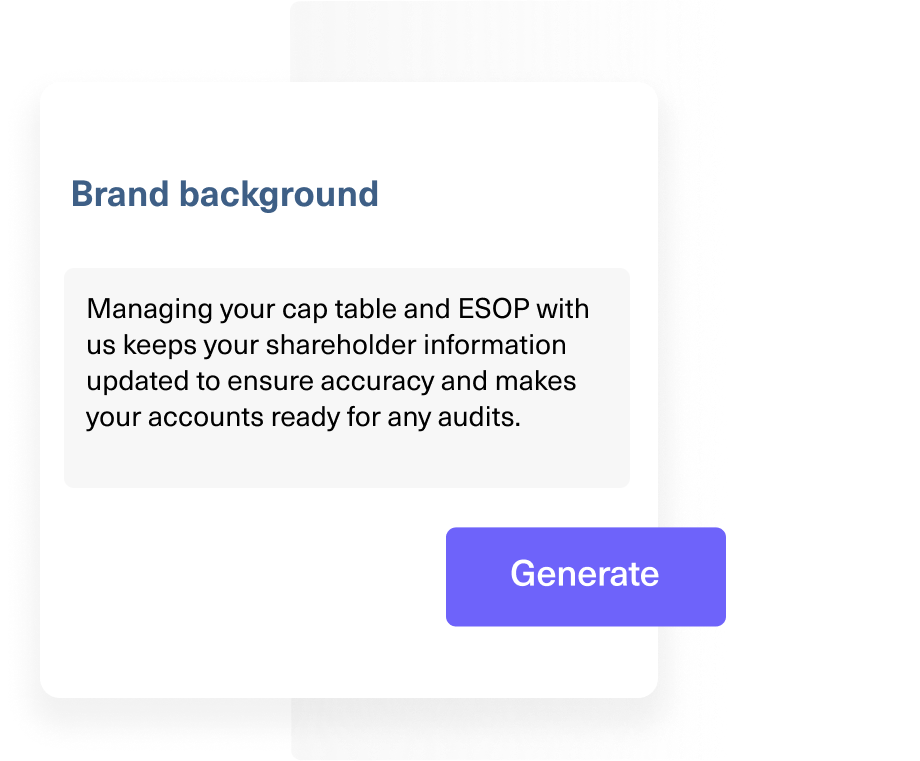 Brand background
Managing your cap table and ESOP with
us keeps your shareholder information
updated to ensure accuracy and makes
your accounts ready for any audits.
Generate